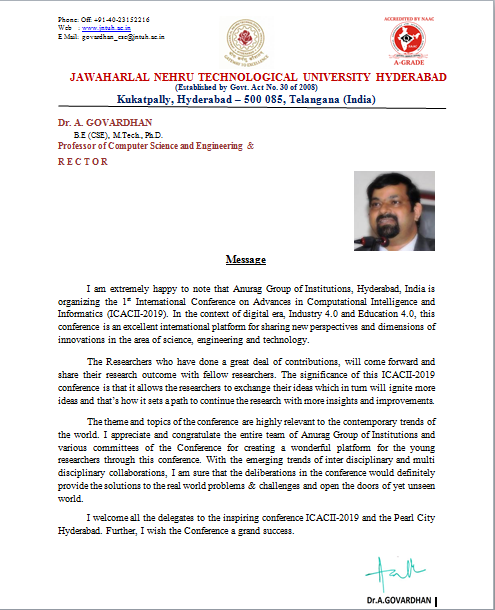 Phone: Off. +91-40-23152216
Web : www.jntuh.ac.in
E Mail: govardhan_cse@jntuh.ac.in
ACCREDITED BY NAAC
A-GRADE
JAWAHARLAL NEHRU TECHNOLOGICAL UNIVERSITY HYDERABAD
(Established by Govt. Act No. 30 of 2008)
Kukatpally, Hyderabad – 500 085, Telangana (India)
Dr. A. GOVARDHAN
B.E (CSE), M.Tech., Ph.D.
Professor of Computer Science and Engineering &
R E C T O R
Message
I am extremely happy to note that Anurag Group of Institutions, Hyderabad, India is
organizing the 1st International Conference on Advances in Computational Intelligence and
Informatics (ICACII-2019). In the context of digital era, Industry 4.0 and Education 4.0, this
conference is an excellent international platform for sharing new perspectives and dimensions of
innovations in the area of science, engineering and technology.
The Researchers who have done a great deal of contributions, will come forward and
share their research outcome with fellow researchers. The significance of this ICACII-2019
conference is that it allows the researchers to exchange their ideas which in turn will ignite more
ideas and that's how it sets a path to continue the research with more insights and improvements.
The theme and topics of the conference are highly relevant to the contemporary trends of
the world. I appreciate and congratulate the entire team of Anurag Group of Institutions and
various committees of the Conference for creating a wonderful platform for the young
researchers through this conference. With the emerging trends of inter disciplinary and multi
disciplinary collaborations, I am sure that the deliberations in the conference would definitely
provide the solutions to the real world problems & challenges and open the doors of yet unseen
world.
I welcome all the delegates to the inspiring conference ICACII-2019 and the Pearl City
Hyderabad. Further, I wish the Conference a grand success.
Dr.A.GOVARDHAN